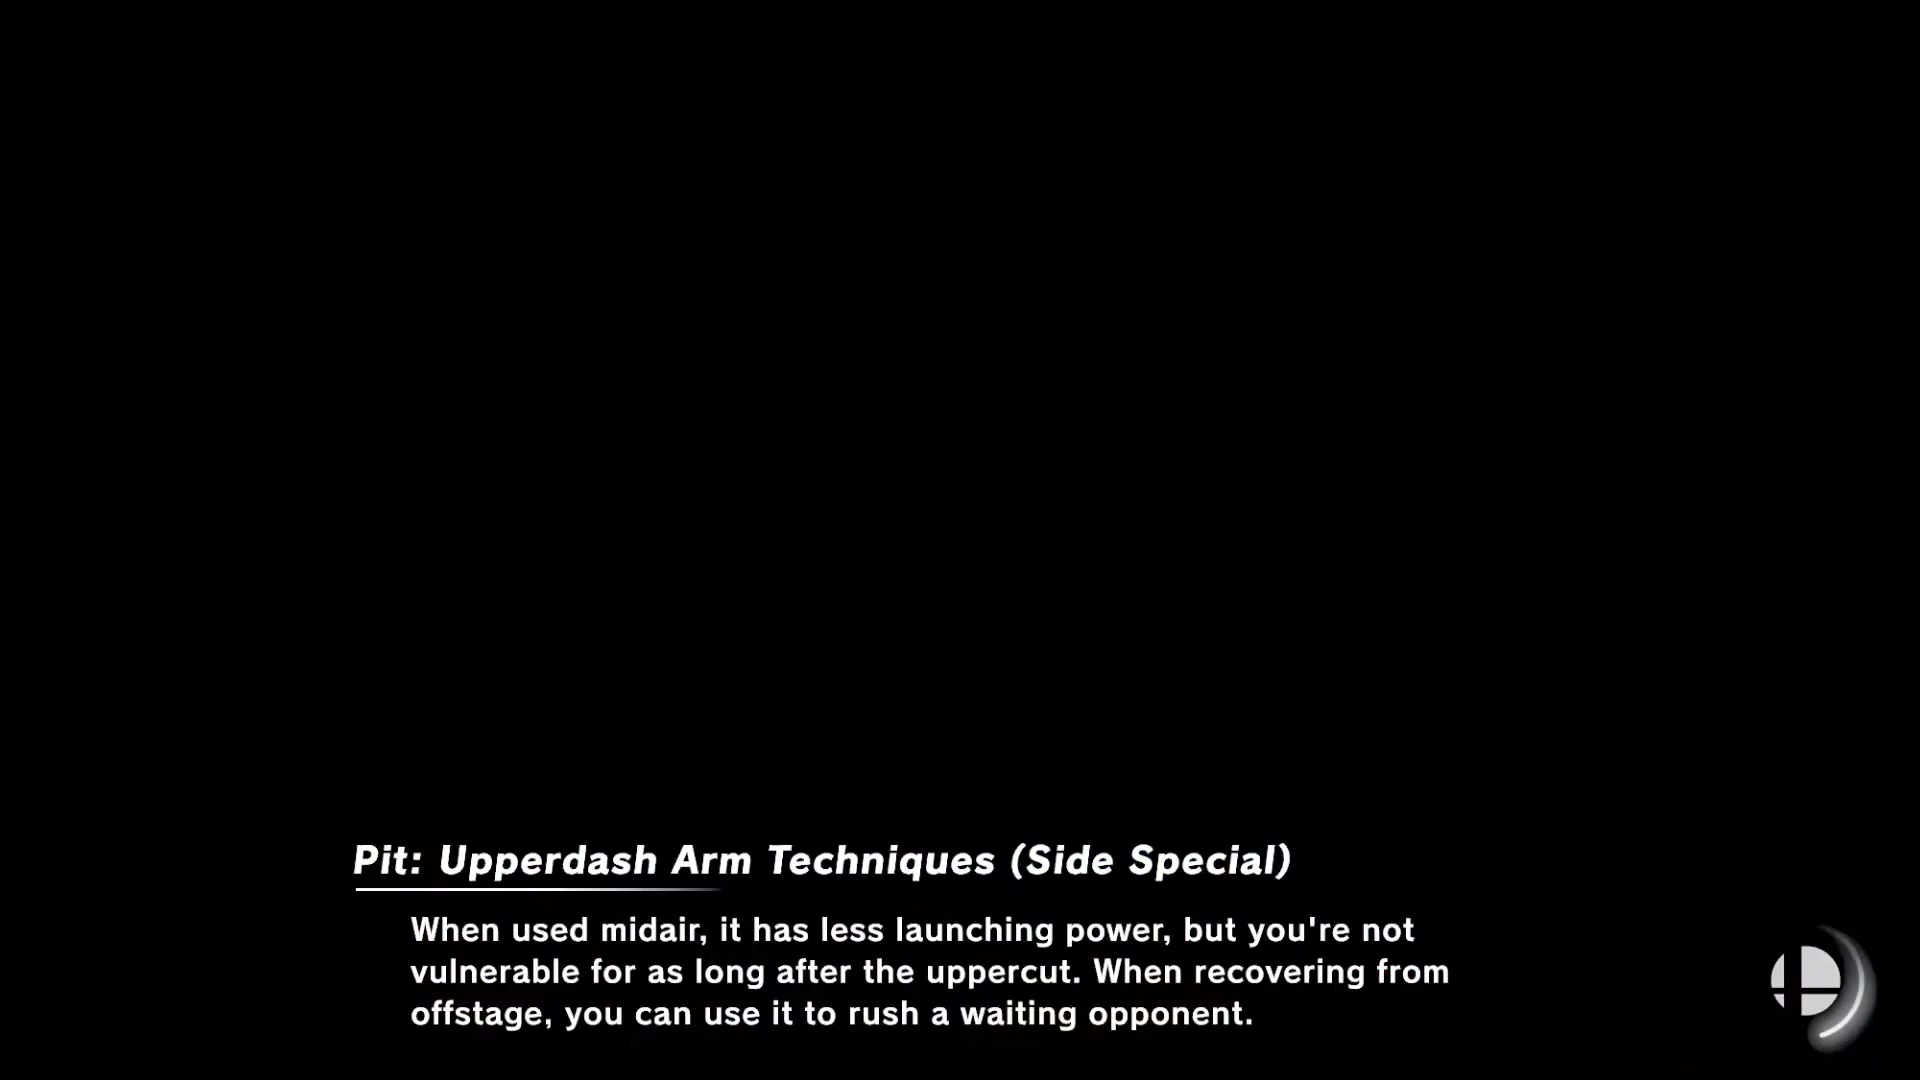 Pit: Upperdash Arm Techniques (Side Special)
When used midair, it has less launching power, but you're not
vulnerable for as long after the uppercut. When recovering from
offstage, you can use it to rush a waiting opponent.